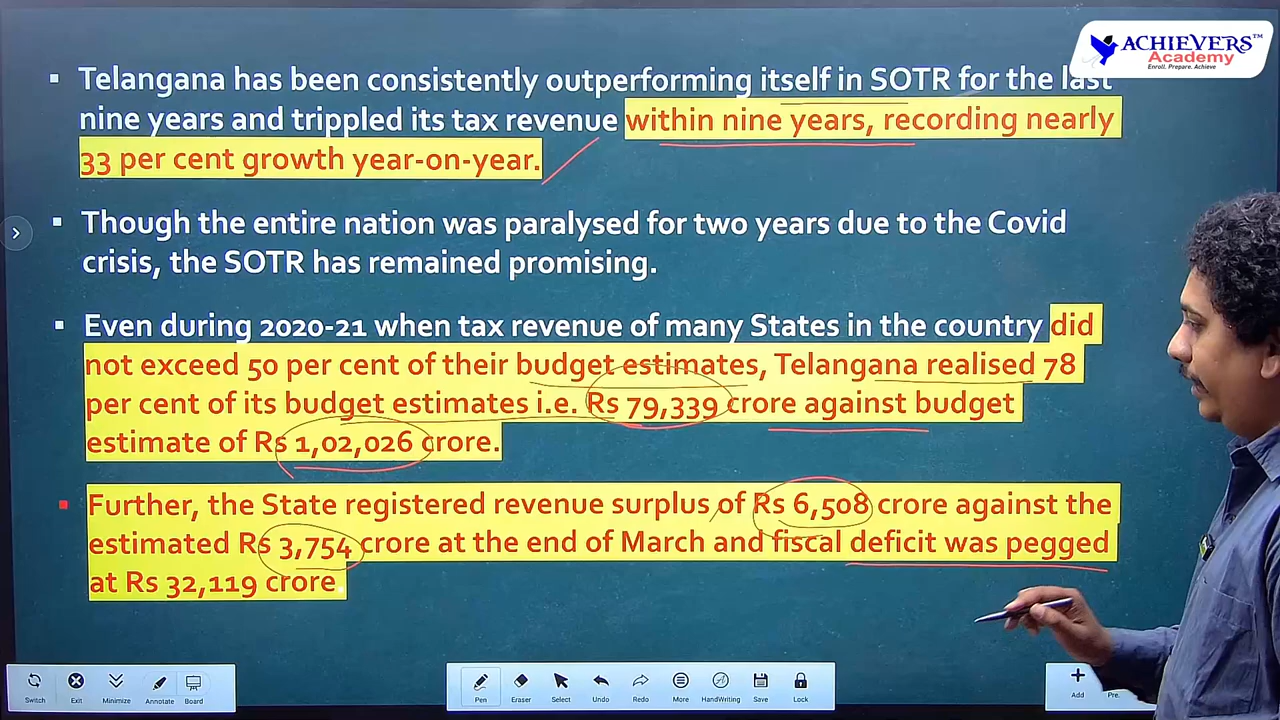 ACHIEVERS™
Academy
Enroll. Prepare. Achieve
Telangana has been consistently outperforming itself in SOTR for the last
nine years and trippled its tax revenue within nine years, recording nearly
33 per cent growth year-on-year.
Though the entire nation was paralysed for two years due to the Covid
crisis, the SOTR has remained promising.
Even during 2020-21 when tax revenue of many States in the country did
not exceed 50 per cent of their budget estimates, Telangana realised 78
per cent of its budget estimates i.e. Rs 79,339 crore against budget
estimate of Rs 1,02,026 crore.
Further, the State registered revenue surplus of Rs 6,508 crore against the
estimated Rs 3,754 crore at the end of March and fiscal deficit was pegged
at Rs 32,119 crore.
Switch Exit Minimize Annotate Board Pen Eraser Select Undo Redo More HandWriting Save Lock Add Pre.